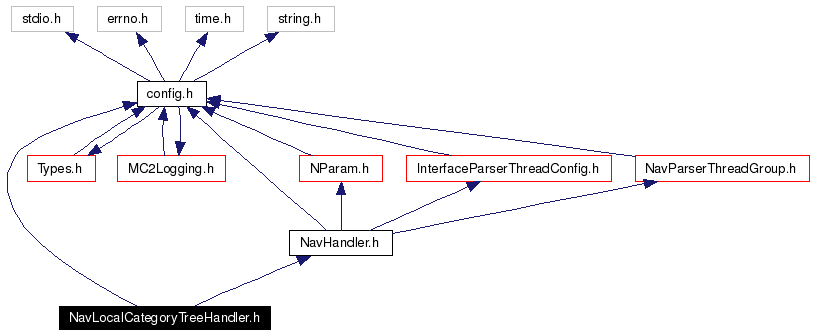 stdio.h
errno.h
time.h
string.h
config.h
Types.h
MC2Logging.h
NParam.h
InterfaceParserThreadConfig.h
NavParserThreadGroup.h
NavHandler.h
NavLocalCategoryTreeHandler.h